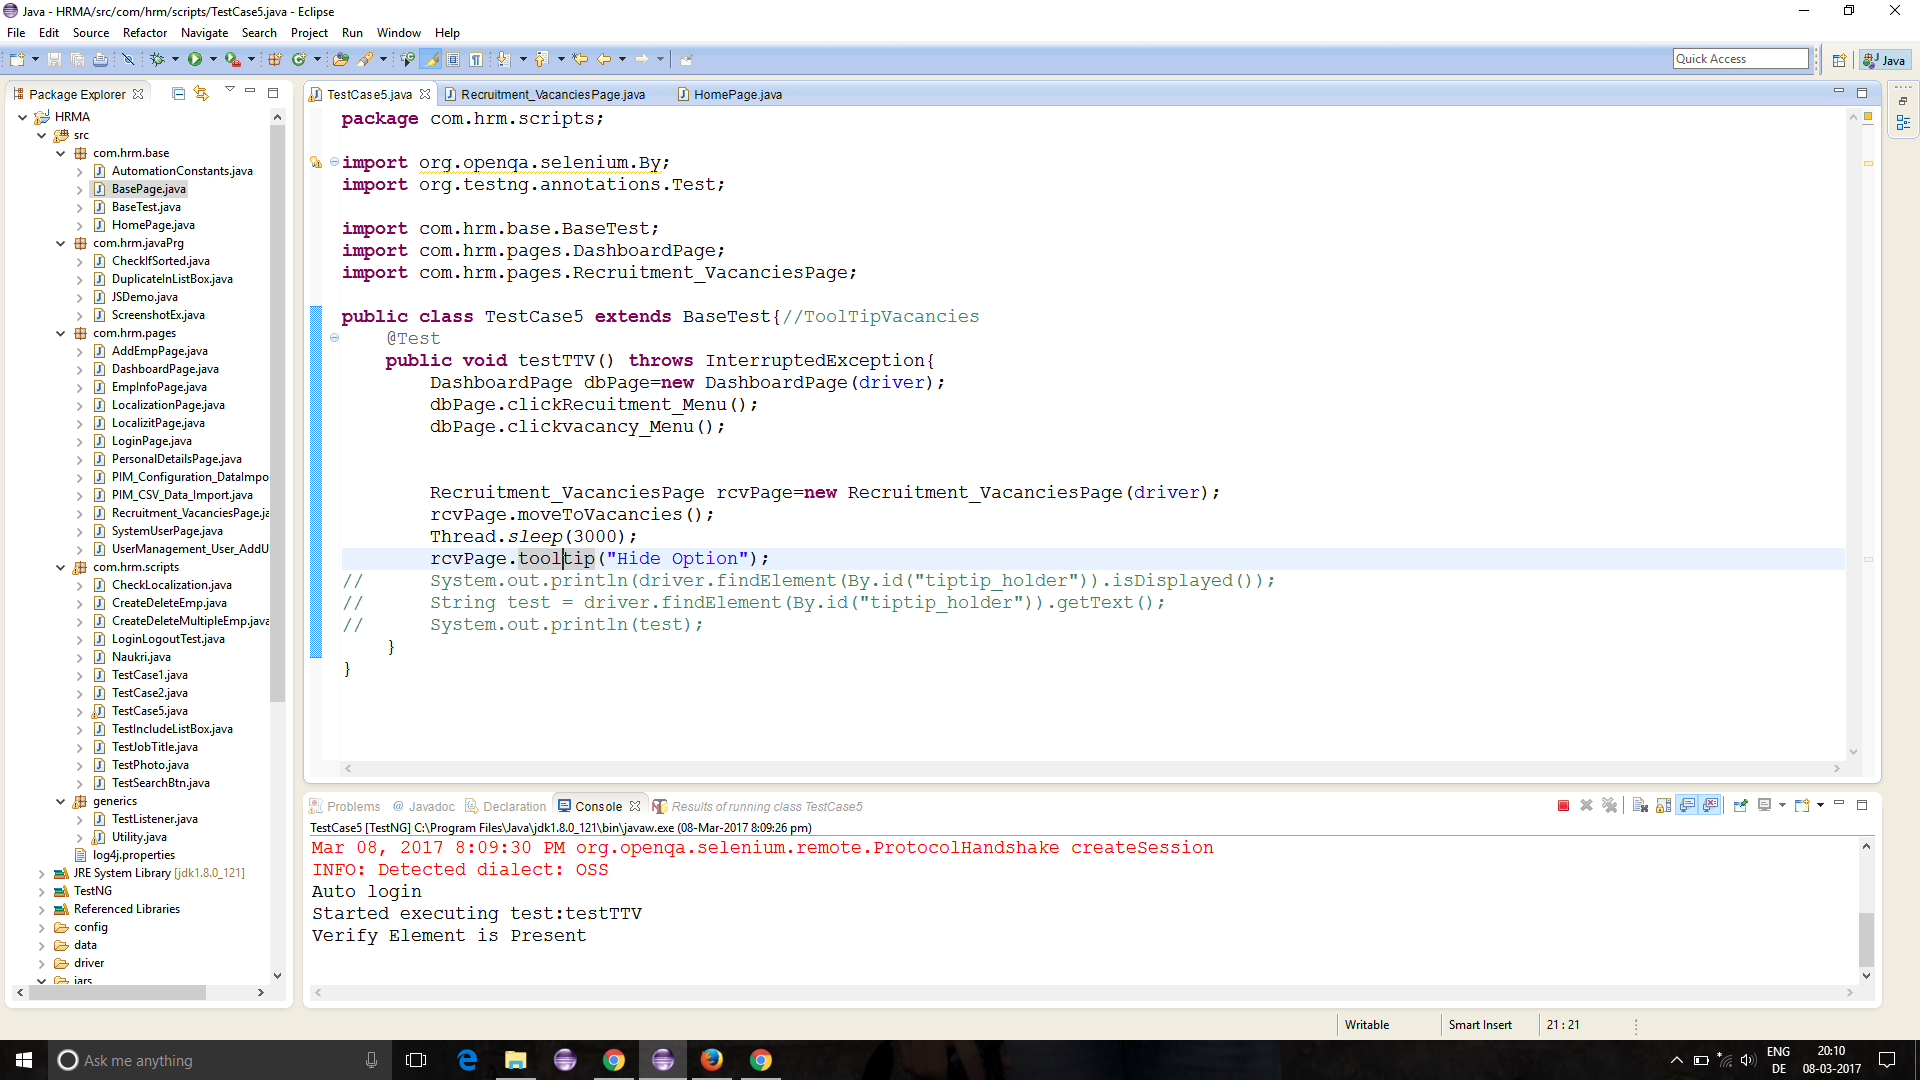 Java - HRMA/src/com/hrm/scripts/TestCase5.java - Eclipse
File Edit Source Refactor Navigate Search Project Run Window Help
Quick Access
Java
Package Explorer
HRMA
src
com.hrm.base
AutomationConstants.java
BasePage.java
BaseTest.java
HomePage.java
com.hrm.javaPrg
CheckIfSorted.java
DuplicateInListBox.java
JSDemo.java
ScreenshotEx.java
com.hrm.pages
AddEmpPage.java
DashboardPage.java
EmpInfoPage.java
LocalizationPage.java
LocalizitPage.java
LoginPage.java
PersonalDetailsPage.java
PIM_Configuration_DataImpo
PIM_CSV_Data_Import.java
Recruitment_VacanciesPage.ja
SystemUserPage.java
UserManagement_User_AddU
com.hrm.scripts
CheckLocalization.java
CreateDeleteEmp.java
CreateDeleteMultipleEmp.java
LoginLogoutTest.java
Naukri.java
TestCase1.java
TestCase2.java
TestCase5.java
TestIncludeListBox.java
TestJobTitle.java
TestPhoto.java
TestSearchBtn.java
generics
TestListener.java
Utility.java
log4j.properties
JRE System Library [jdk1.8.0_121]
TestNG
Referenced Libraries
config
data
driver
jars
TestCase5.java Recruitment_VacanciesPage.java HomePage.java
package com.hrm.scripts;
import org.openqa.selenium.By;
import org.testng.annotations.Test;
import com.hrm.base.BaseTest;
import com.hrm.pages.DashboardPage;
import com.hrm.pages.Recruitment_VacanciesPage;
public class TestCase5 extends BaseTest{//ToolTipVacancies
@Test
public void testTTV() throws InterruptedException{
DashboardPage dbPage=new DashboardPage(driver);
dbPage.clickRecuitment_Menu();
dbPage.clickvacancy_Menu();
Recruitment_VacanciesPage rcvPage=new Recruitment_VacanciesPage(driver);
rcvPage.moveToVacancies();
Thread.sleep(3000);
rcvPage.tooltip("Hide Option");
// System.out.println(driver.findElement(By.id("tiptip_holder")).isDisplayed());
// String test = driver.findElement(By.id("tiptip_holder")).getText();
// System.out.println(test);
}
}
Problems @ Javadoc Declaration Console Results of running class TestCase5
TestCase5 [TestNG] C:\Program Files\Java\jdk1.8.0_121\bin\javaw.exe (08-Mar-2017 8:09:26 pm)
Mar 08, 2017 8:09:30 PM org.openqa.selenium.remote.ProtocolHandshake createSession
INFO: Detected dialect: OSS
Auto login
Started executing test:testTTV
Verify Element is Present
Writable Smart Insert 21 : 21
Ask me anything
ENG
DE
20:10
08-03-2017